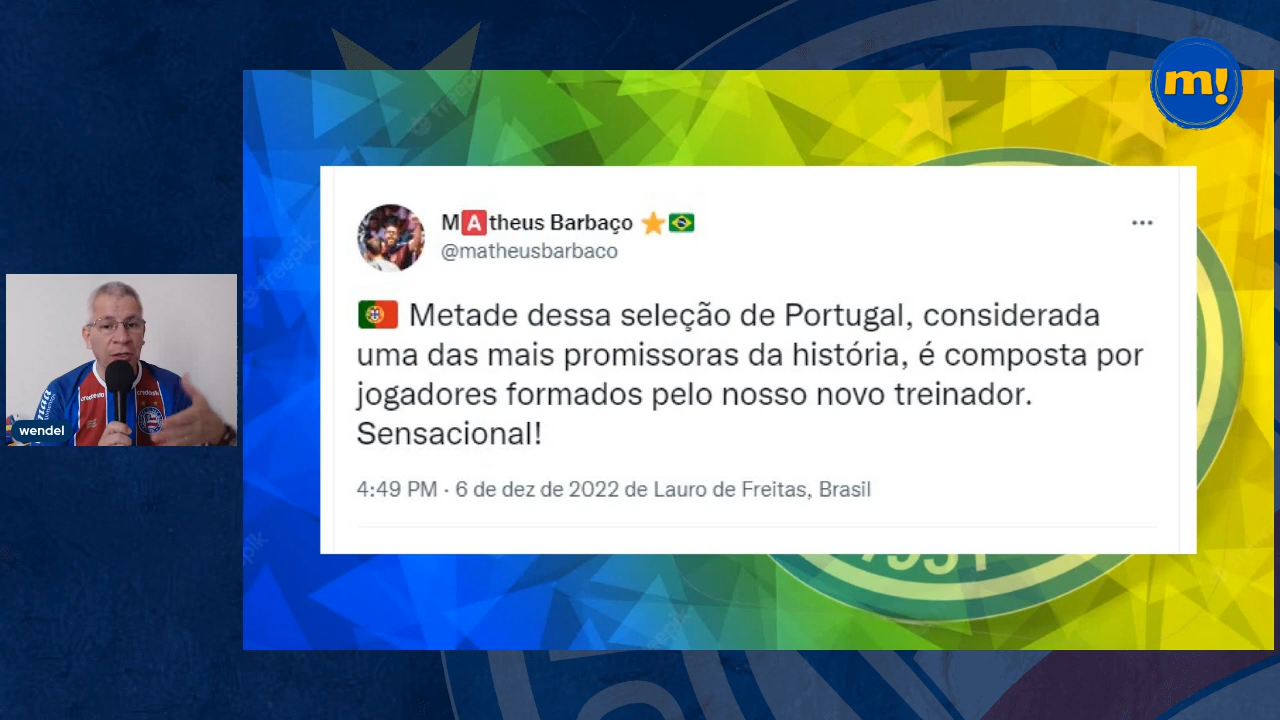 m!
MAtheus Barbaço
@matheusbarbaco
Metade dessa seleção de Portugal, considerada
uma das mais promissoras da história, é composta por
jogadores formados pelo nosso novo treinador.
Sensacional!
4:49 PM · 6 de dez de 2022 de Lauro de Freitas, Brasil
wendel
1931
freepik